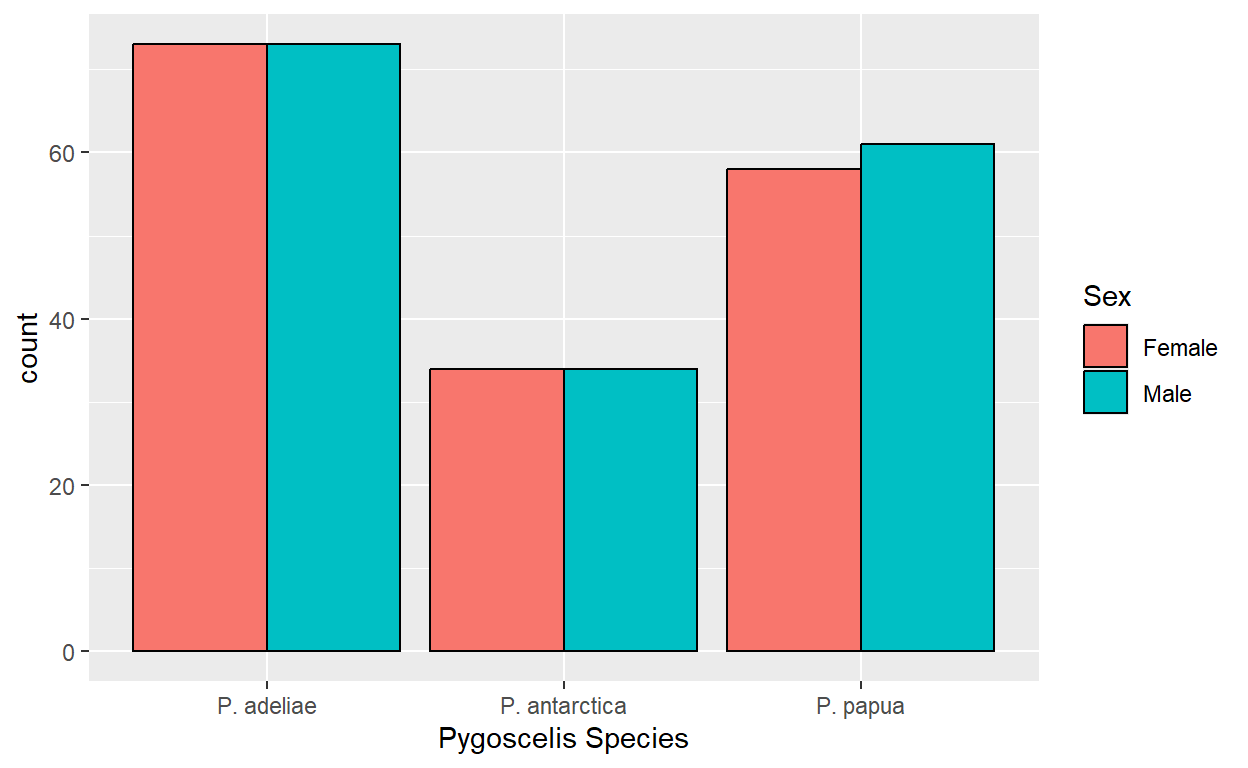 60
40
20
0
count
P. adeliae
P. antarctica
P. papua
Pygoscelis Species
Sex
Female
Male